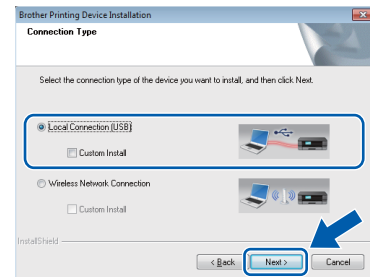 Brother Printing Device Installation
Connection Type
Select the connection type of the device you want to install, and then click Next.
Local Connection (USB)
Custom Install
Wireless Network Connection
Custom Install
InstallShield
< Back
Next >
Cancel